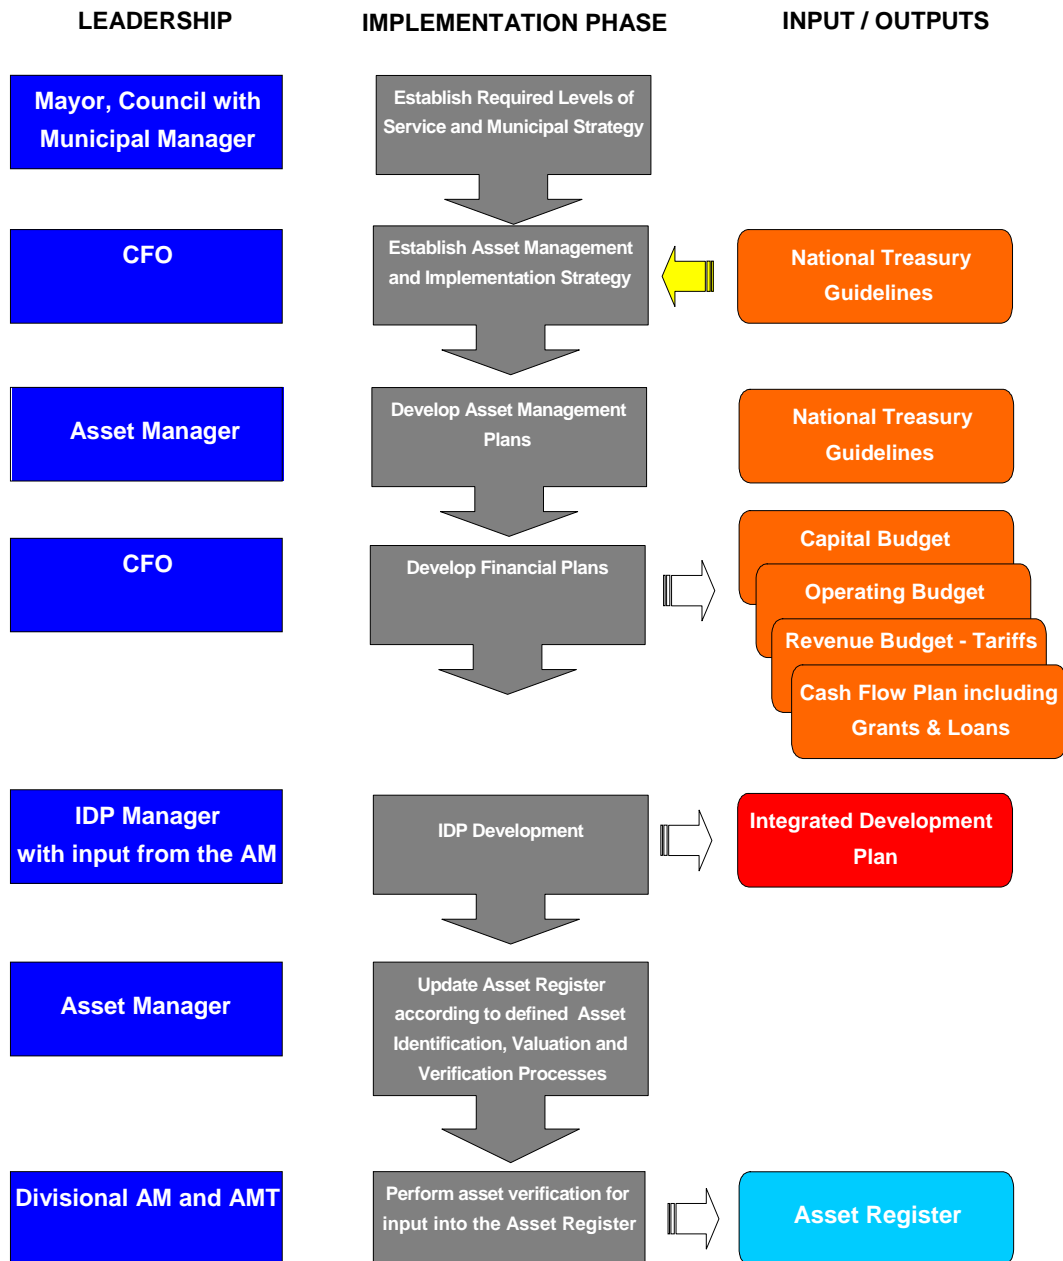 LEADERSHIP
IMPLEMENTATION PHASE
INPUT / OUTPUTS
Mayor, Council with
Municipal Manager
Establish Required Levels of
Service and Municipal Strategy
CFO
Establish Asset Management
and Implementation Strategy
National Treasury
Guidelines
Asset Manager
Develop Asset Management
Plans
National Treasury
Guidelines
CFO
Develop Financial Plans
Capital Budget
Operating Budget
Revenue Budget - Tariffs
Cash Flow Plan including
Grants & Loans
IDP Manager
with input from the AM
IDP Development
Integrated Development
Plan
Asset Manager
Update Asset Register
according to defined Asset
Identification, Valuation and
Verification Processes
Divisional AM and AMT
Perform asset verification for
input into the Asset Register
Asset Register